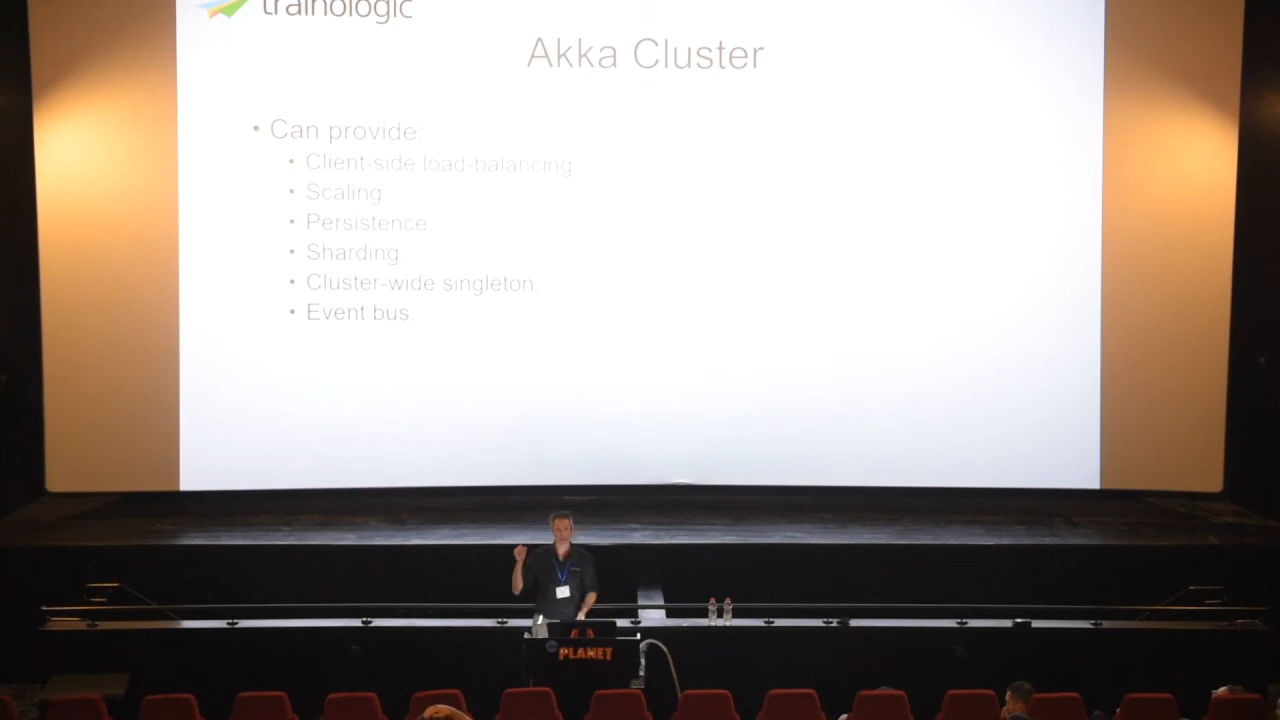 trainologic
Akka Cluster
• Can provide:
• Client-side load-balancing
• Scaling
• Persistence
• Sharding.
• Cluster-wide singleton.
• Event bus.
PLANET